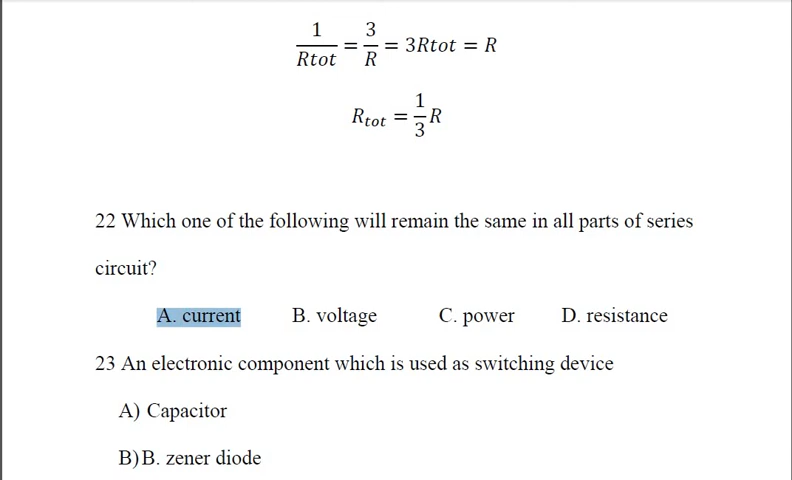 1/Rtot = 3/R = 3Rtot = R
Rtot = 1/3 R
22 Which one of the following will remain the same in all parts of series
circuit?
A. current B. voltage C. power D. resistance
23 An electronic component which is used as switching device
A) Capacitor
B)B. zener diode